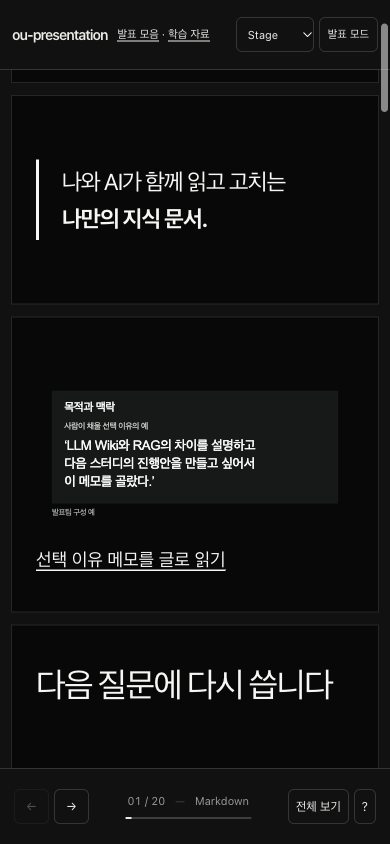 ou-presentation 발표 모음 · 학습 자료 Stage 발표 모드
나와 AI가 함께 읽고 고치는
나만의 지식 문서.
목적과 맥락
사람이 채울 선택 이유의 예
‘LLM Wiki와 RAG의 차이를 설명하고
다음 스터디의 진행안을 만들고 싶어서
이 메모를 골랐다.’
발표팀 구성 예
선택 이유 메모를 글로 읽기
다음 질문에 다시 씁니다
← → 01 / 20 — Markdown 전체 보기 ?